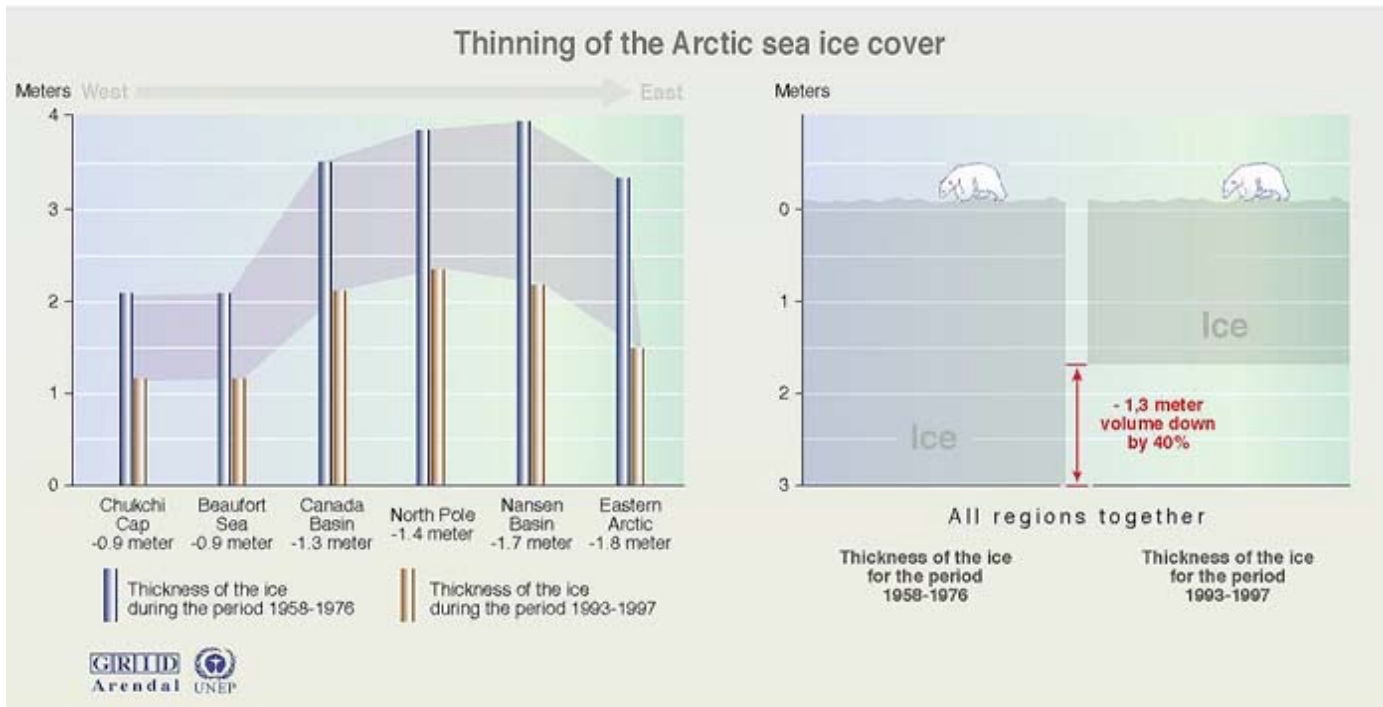 Thinning of the Arctic sea ice cover
Meters West East
4
3
2
1
0
Chukchi
Cap
-0.9 meter
Beaufort
Sea
-0.9 meter
Canada
Basin
-1.3 meter
North Pole
-1.4 meter
Nansen
Basin
-1.7 meter
Eastern
Arctic
-1.8 meter
Thickness of the ice
during the period 1958-1976
Thickness of the ice
during the period 1993-1997
Meters
0
1
2
3
Ice
Ice
- 1,3 meter
volume down
by 40%
All regions together
Thickness of the ice
for the period
1958-1976
Thickness of the ice
for the period
1993-1997
GRID
Arendal
UNEP